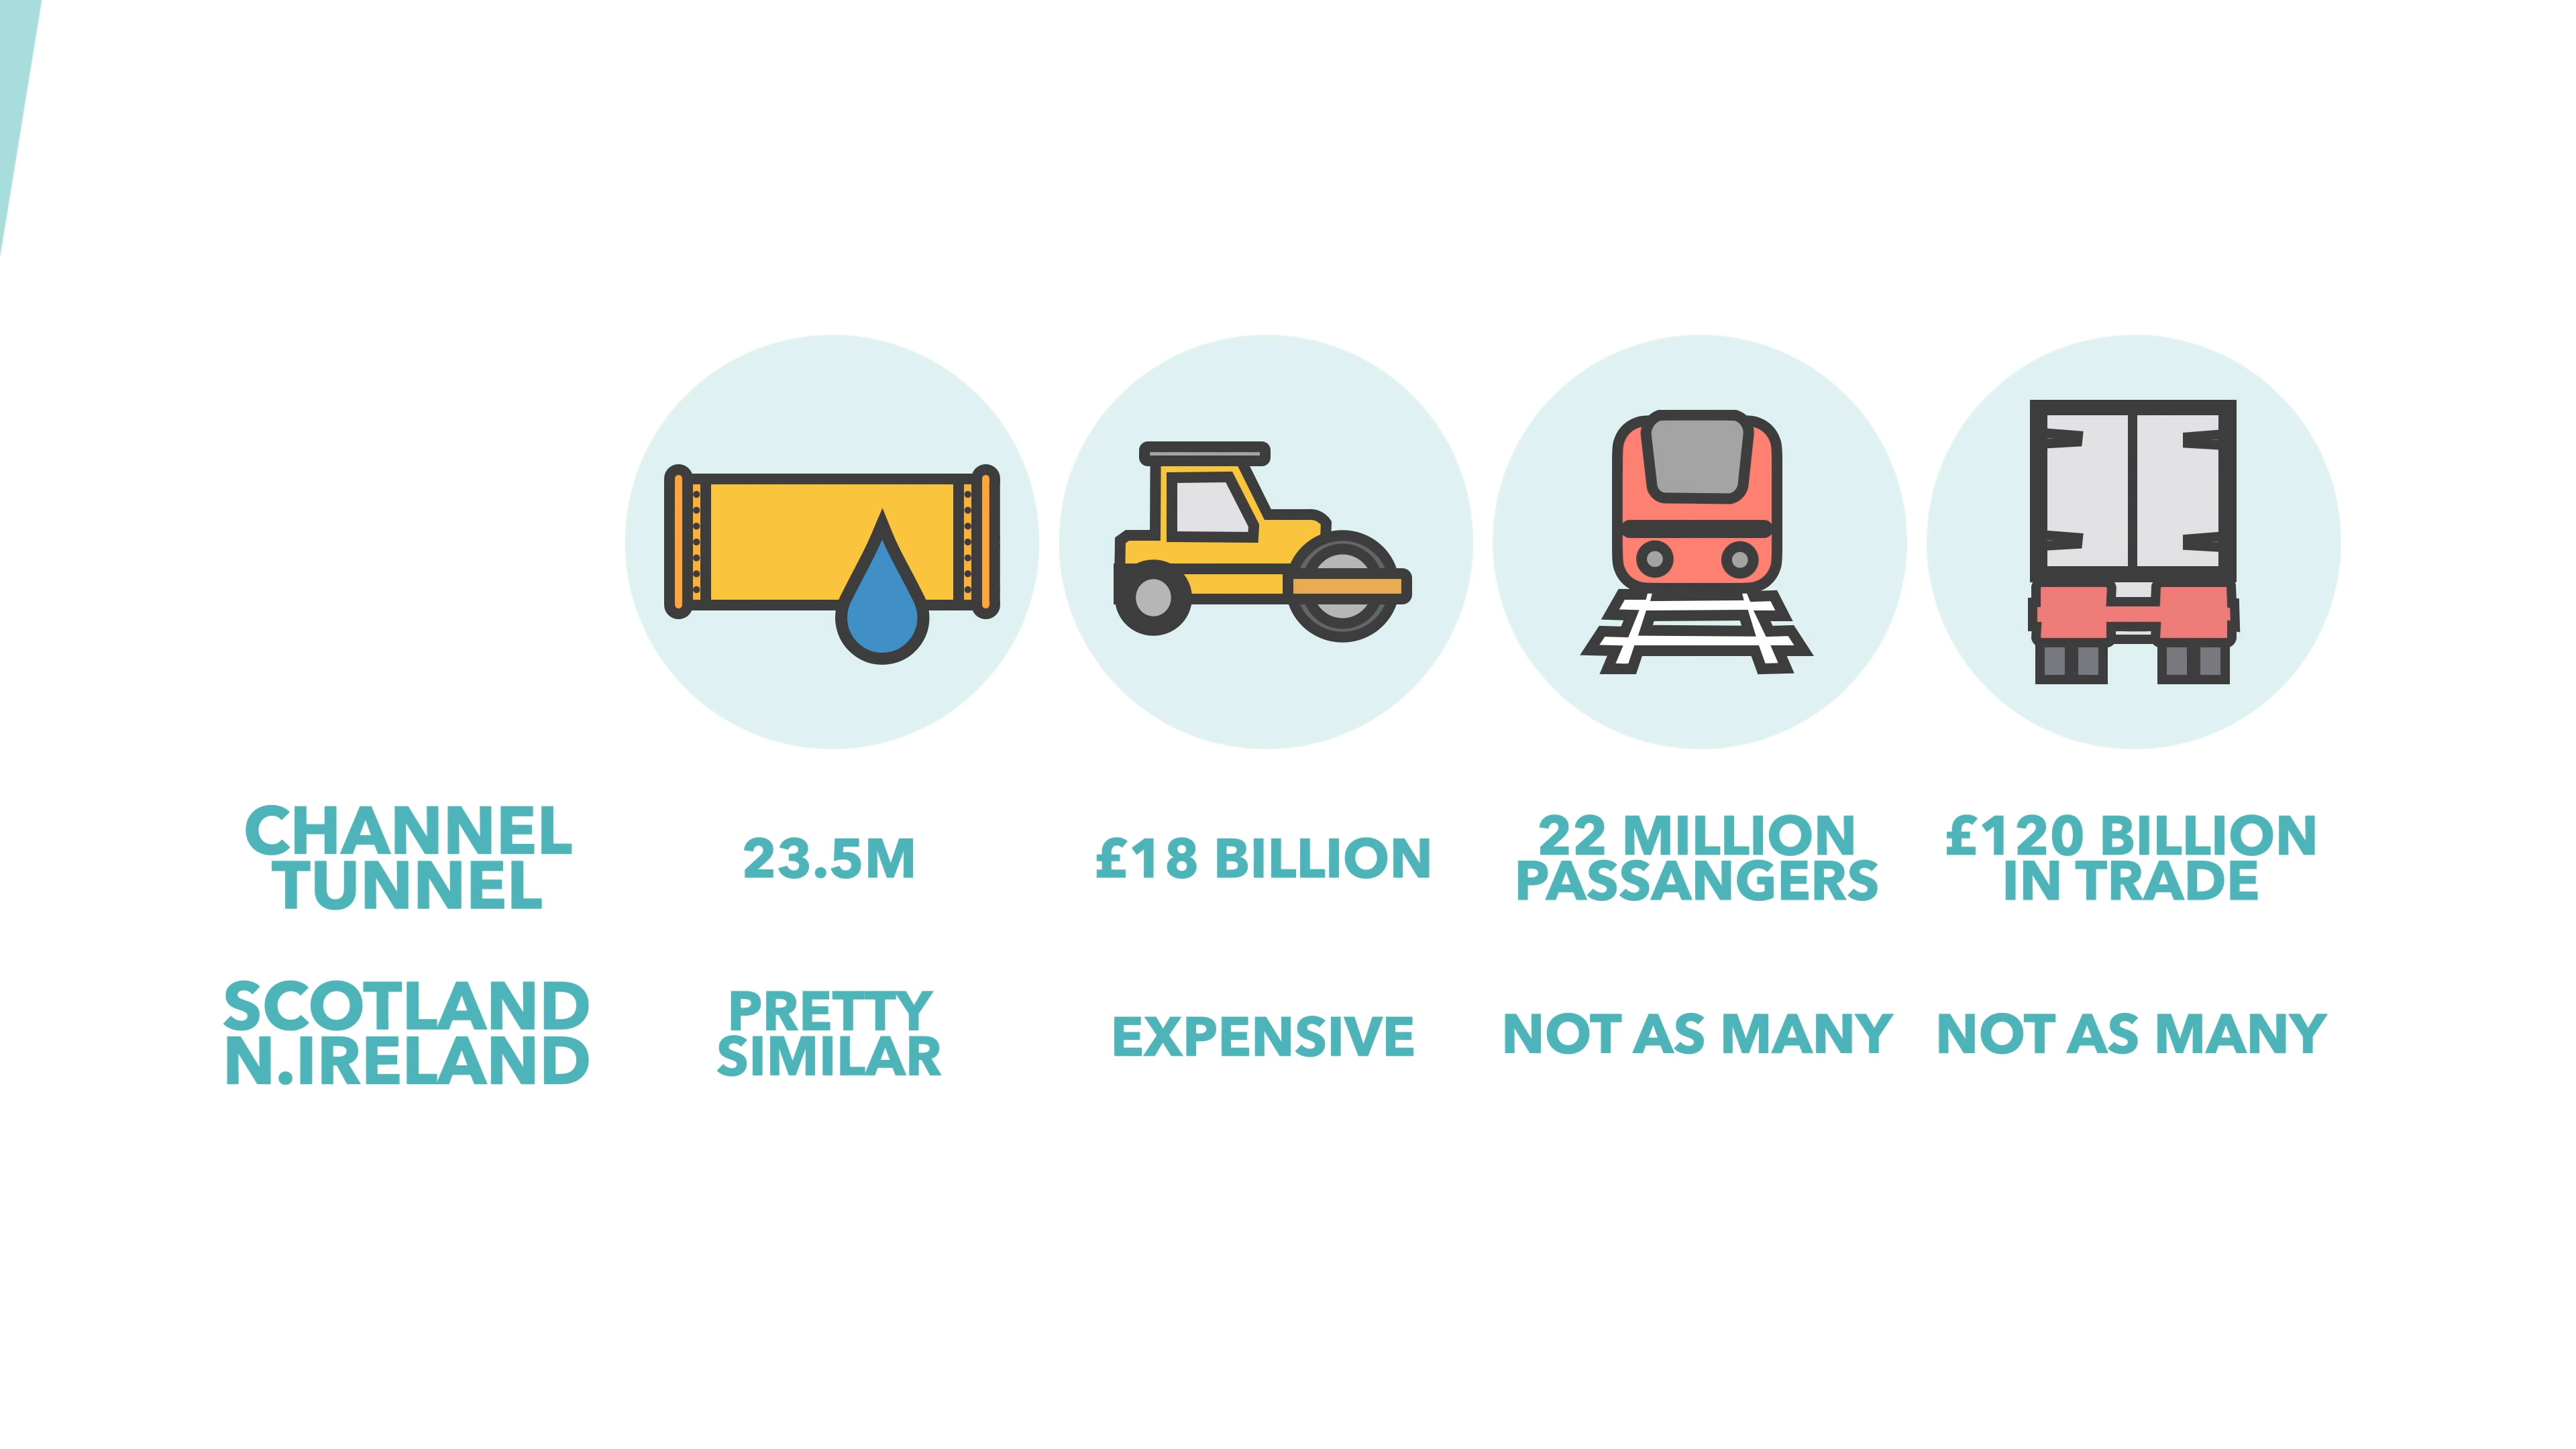 CHANNEL
TUNNEL
23.5M
£18 BILLION
22 MILLION
PASSANGERS
£120 BILLION
IN TRADE
SCOTLAND
N.IRELAND
PRETTY
SIMILAR
EXPENSIVE
NOT AS MANY
NOT AS MANY